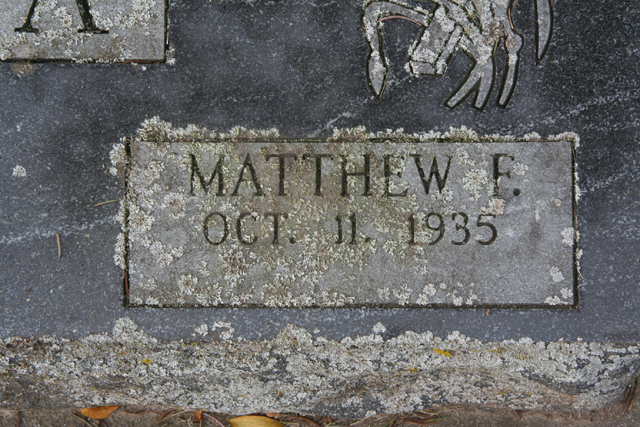 MATTHEW F.
OCT. 11. 1935